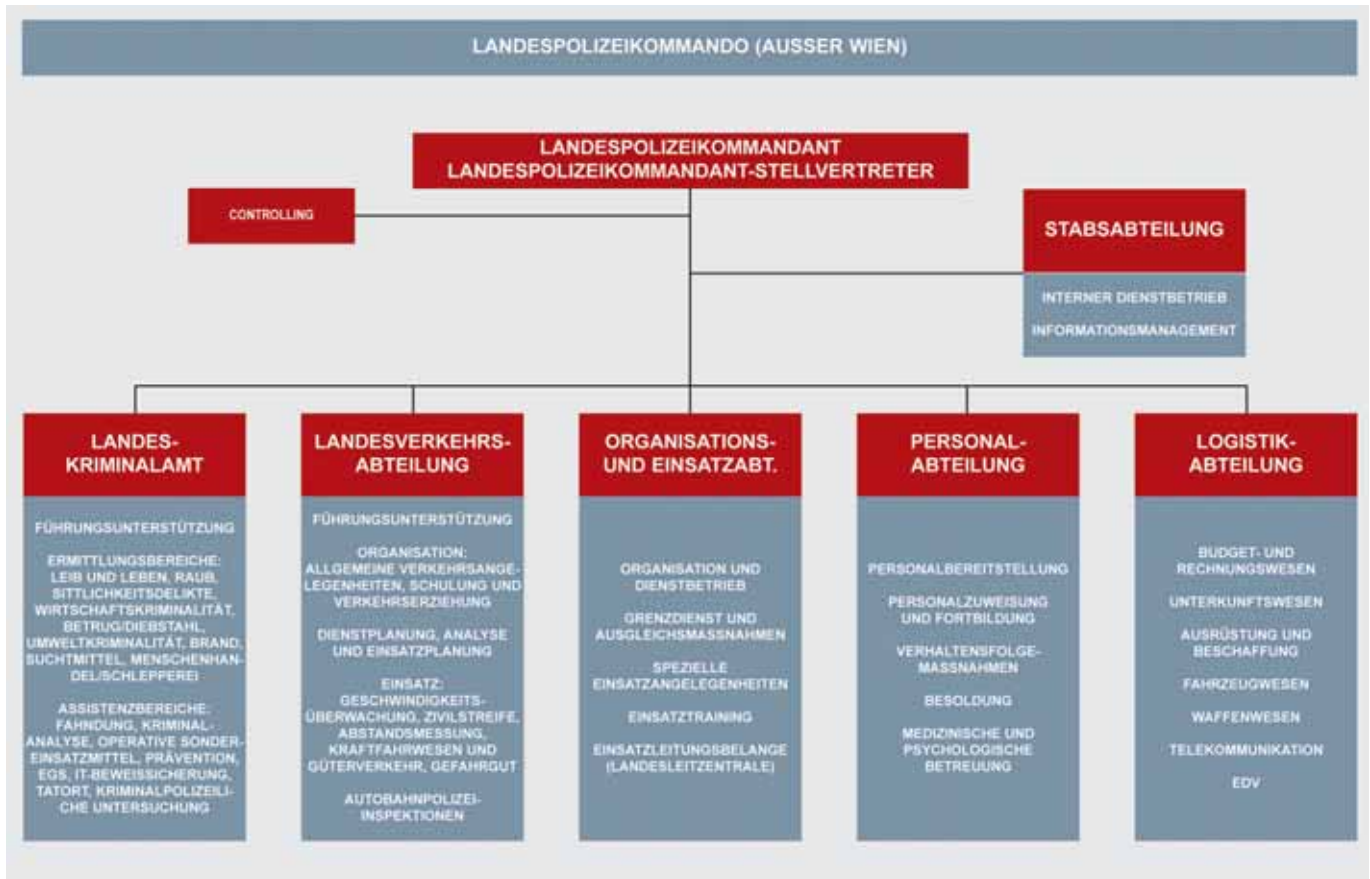 LANDESPOLIZEIKOMMANDO (AUSSER WIEN)
LANDESPOLIZEIKOMMANDANT
LANDESPOLIZEIKOMMANDANT-STELLVERTRETER
CONTROLLING
STABSABTEILUNG
INTERNER DIENSTBETRIEB
INFORMATIONSMANAGEMENT
LANDES-
KRIMINALAMT
FÜHRUNGSUNTERSTÜTZUNG
ERMITTLUNGSBEREICHE:
LEIB UND LEBEN, RAUB,
SITTLICHKEITSDELIKTE,
WIRTSCHAFTSKRIMINALITÄT,
BETRUG/DIEBSTAHL,
UMWELTKRIMINALITÄT, BRAND,
SUCHTMITTEL, MENSCHENHAN-
DEL/SCHLEPPEREI
ASSISTENZBEREICHE:
FAHNDUNG, KRIMINAL-
ANALYSE, OPERATIVE SONDER-
EINSATZMITTEL, PRÄVENTION,
EGS, IT-BEWEISSICHERUNG,
TATORT, KRIMINALPOLIZEILI-
CHE UNTERSUCHUNG
LANDESVERKEHRS-
ABTEILUNG
FÜHRUNGSUNTERSTÜTZUNG
ORGANISATION:
ALLGEMEINE VERKEHRSANGE-
LEGENHEITEN, SCHULUNG UND
VERKEHRSERZIEHUNG
DIENSTPLANUNG, ANALYSE
UND EINSATZPLANUNG
EINSATZ:
GESCHWINDIGKEITS-
ÜBERWACHUNG, ZIVILSTREIFE,
ABSTANDSMESSUNG,
KRAFTFAHRWESEN UND
GÜTERVERKEHR, GEFAHRGUT
AUTOBAHNPOLIZEI-
INSPEKTIONEN
ORGANISATIONS-
UND EINSATZABT.
ORGANISATION UND
DIENSTBETRIEB
GRENZDIENST UND
AUSGLEICHSMASSNAHMEN
SPEZIELLE
EINSATZANGELEGENHEITEN
EINSATZTRAINING
EINSATZLEITUNGSBELANGE
(LANDESLEITZENTRALE)
PERSONAL-
ABTEILUNG
PERSONALBEREITSTELLUNG
PERSONALZUWEISUNG
UND FORTBILDUNG
VERHALTENSFOLGE-
MASSNAHMEN
BESOLDUNG
MEDIZINISCHE UND
PSYCHOLOGISCHE
BETREUUNG
LOGISTIK-
ABTEILUNG
BUDGET- UND
RECHNUNGSWESEN
UNTERKUNFTSWESEN
AUSRÜSTUNG UND
BESCHAFFUNG
FAHRZEUGWESEN
WAFFENWESEN
TELEKOMMUNIKATION
EDV